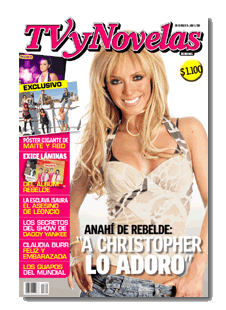 TVyNovelas
$1.100
EXCLUSIVO
PÓSTER GIGANTE DE
MAITE Y RBD
EXIGE LÁMINAS
DEL ÁLBUM
REBELDE
LA ESCLAVA ISAURA
EL ASESINO
DE LEONCIO
LOS SECRETOS
DEL SHOW DE
DADDY YANKEE
CLAUDIA BURR
FELIZ Y
EMBARAZADA
LOS GUAPOS
DEL MUNDIAL
ANAHÍ DE REBELDE:
"A CHRISTOPHER
LO ADORO"